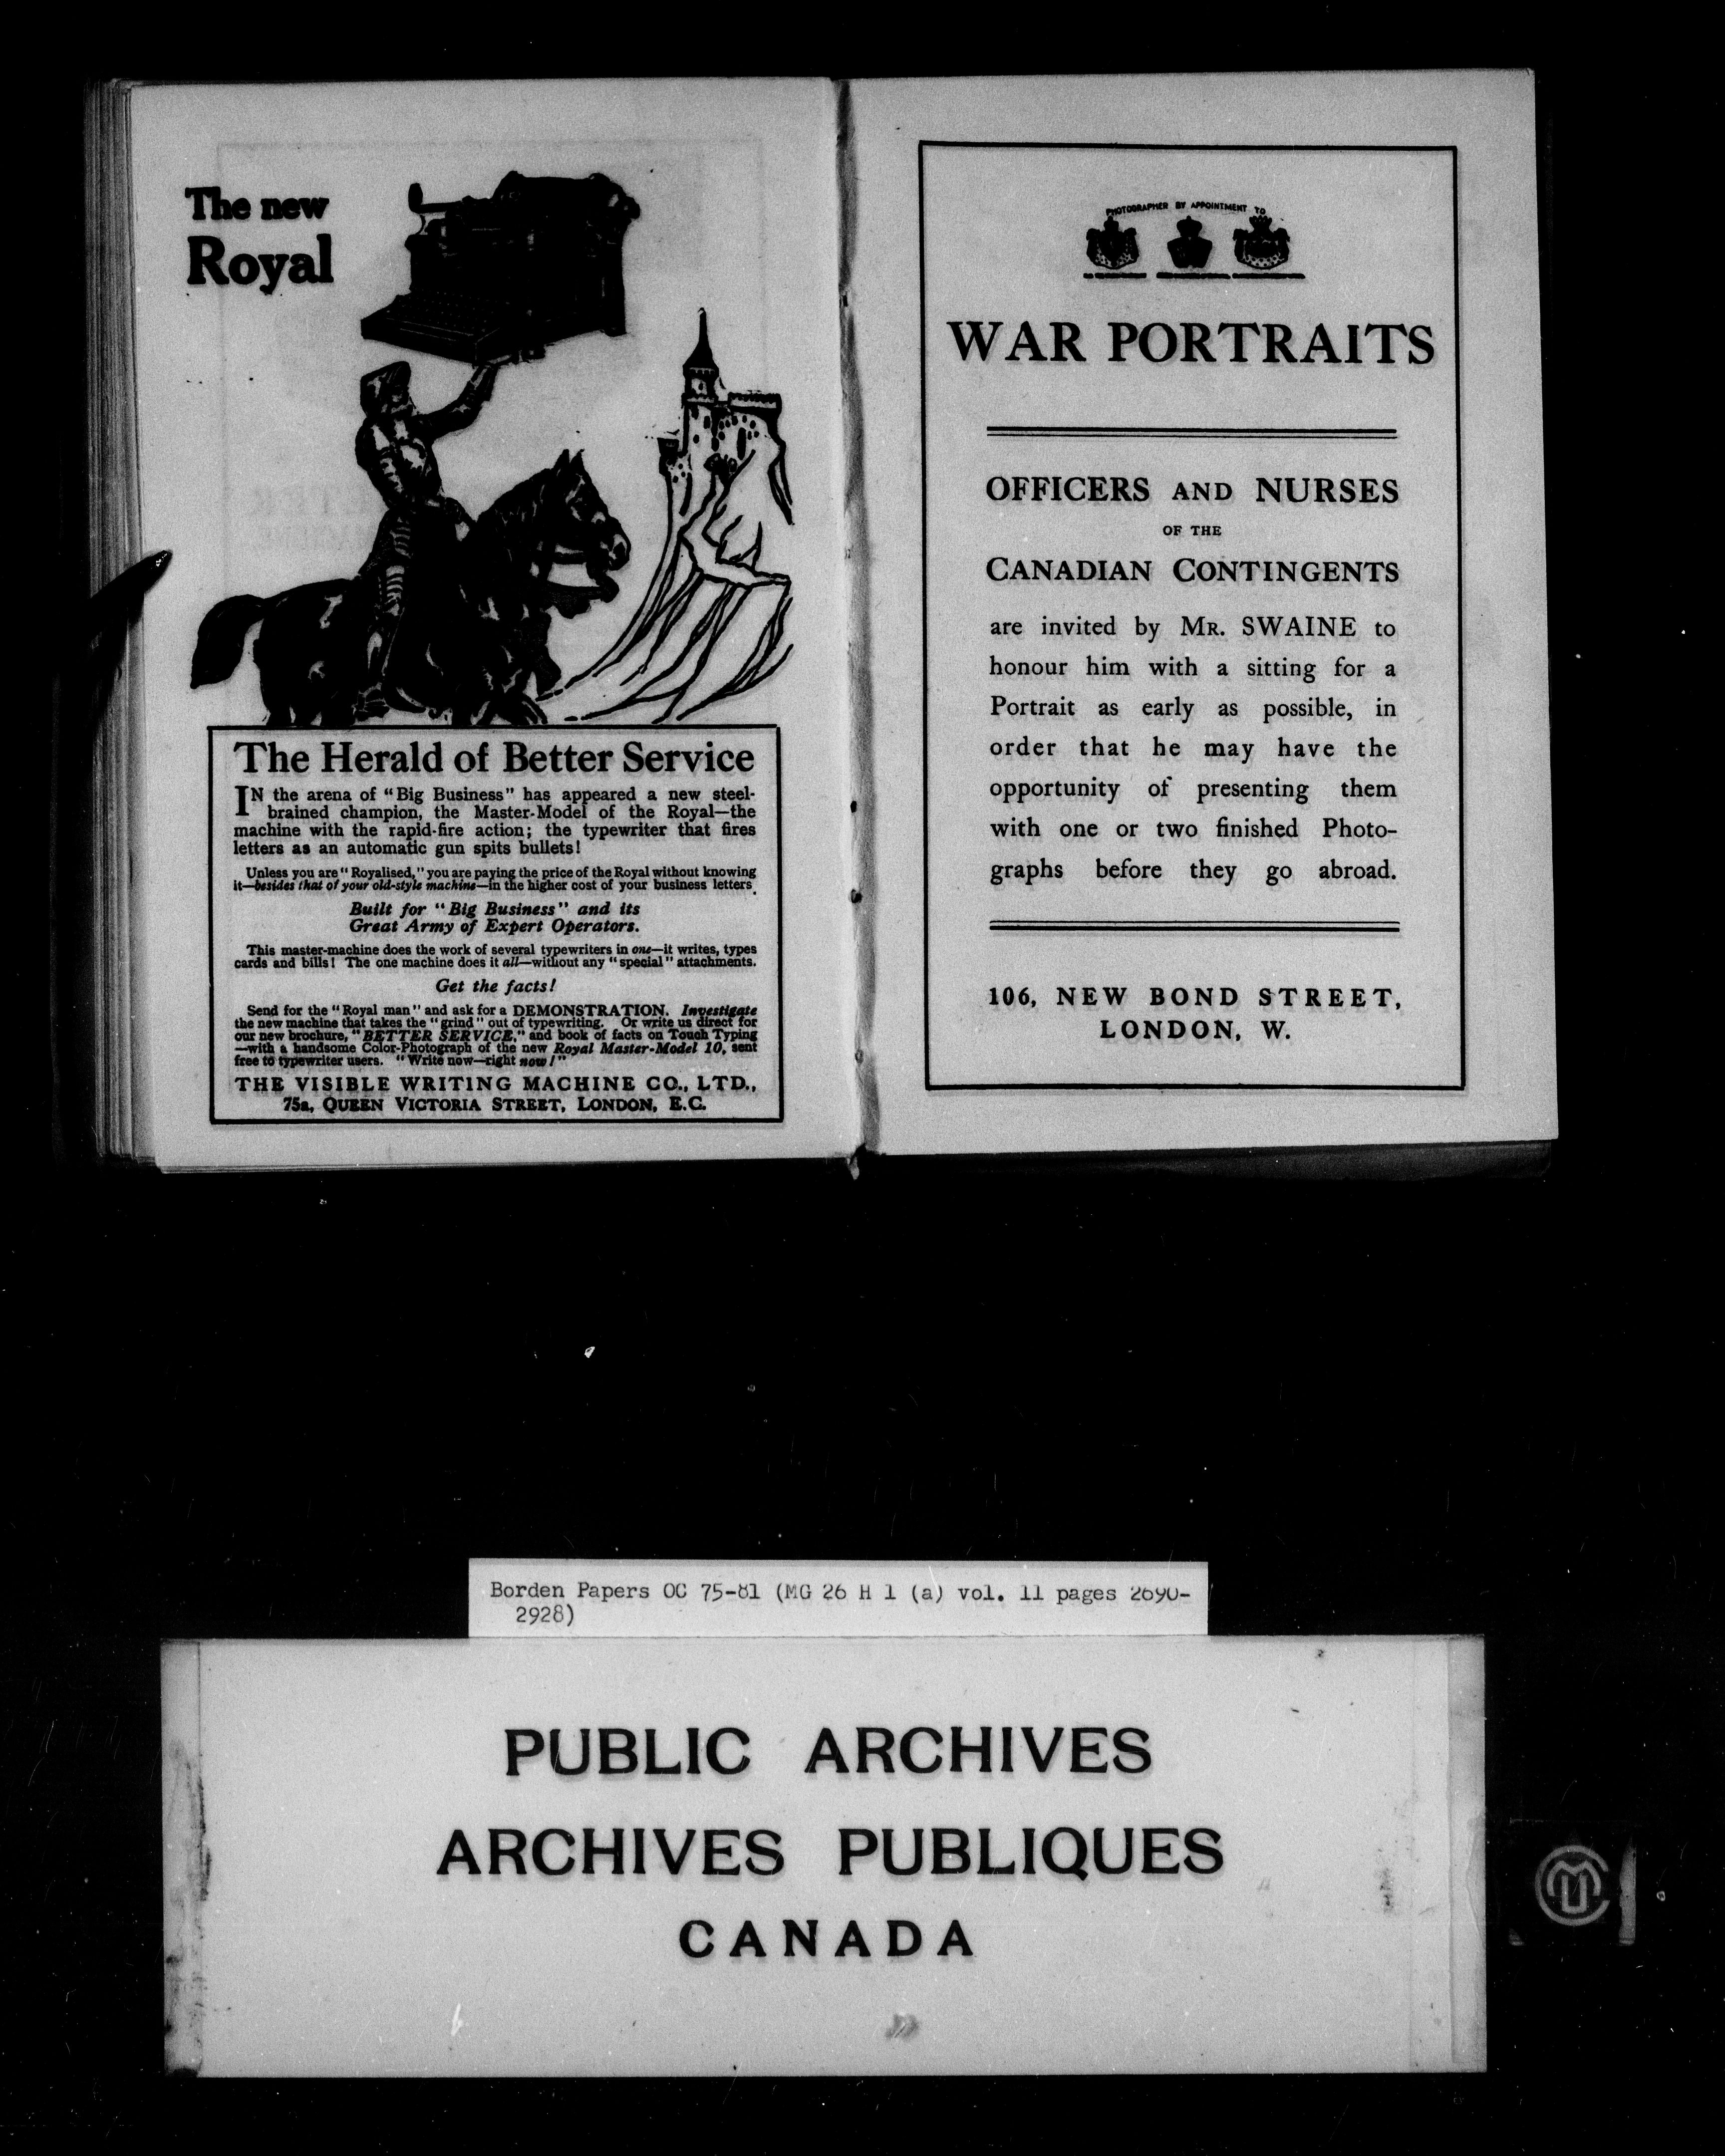 The new
Royal
The Herald of Better Service
IN the arena of "Big Business" has appeared a new steel-
brained champion, the Master-Model of the Royal—the
machine with the rapid-fire action; the typewriter that fires
letters as an automatic gun spits bullets!
Unless you are "Royalised," you are paying the price of the Royal without knowing
it—besides that of your old-style machine—in the higher cost of your business letters.
Built for "Big Business" and its
Great Army of Expert Operators.
This master-machine does the work of several typewriters in one—it writes, types
cards and bills! The one machine does it all—without any "special" attachments.
Get the facts!
Send for the "Royal man" and ask for a DEMONSTRATION. Investigate
the new machine that takes the "grind" out of typewriting. Or write us direct for
our new brochure, "BETTER SERVICE," and book of facts on Touch Typing
—with a handsome Color-Photograph of the new Royal Master-Model 10, sent
free to typewriter users. "Write now—right now!"
THE VISIBLE WRITING MACHINE CO., LTD.,
75a, QUEEN VICTORIA STREET, LONDON, E.C.
PHOTOGRAPHER BY APPOINTMENT TO
WAR PORTRAITS
OFFICERS AND NURSES
OF THE
CANADIAN CONTINGENTS
are invited by MR. SWAINE to
honour him with a sitting for a
Portrait as early as possible, in
order that he may have the
opportunity of presenting them
with one or two finished Photo-
graphs before they go abroad.
106, NEW BOND STREET,
LONDON, W.
Borden Papers OC 75-81 (MG 26 H 1 (a) vol. 11 pages 2690-
2928)
PUBLIC ARCHIVES
ARCHIVES PUBLIQUES
CANADA